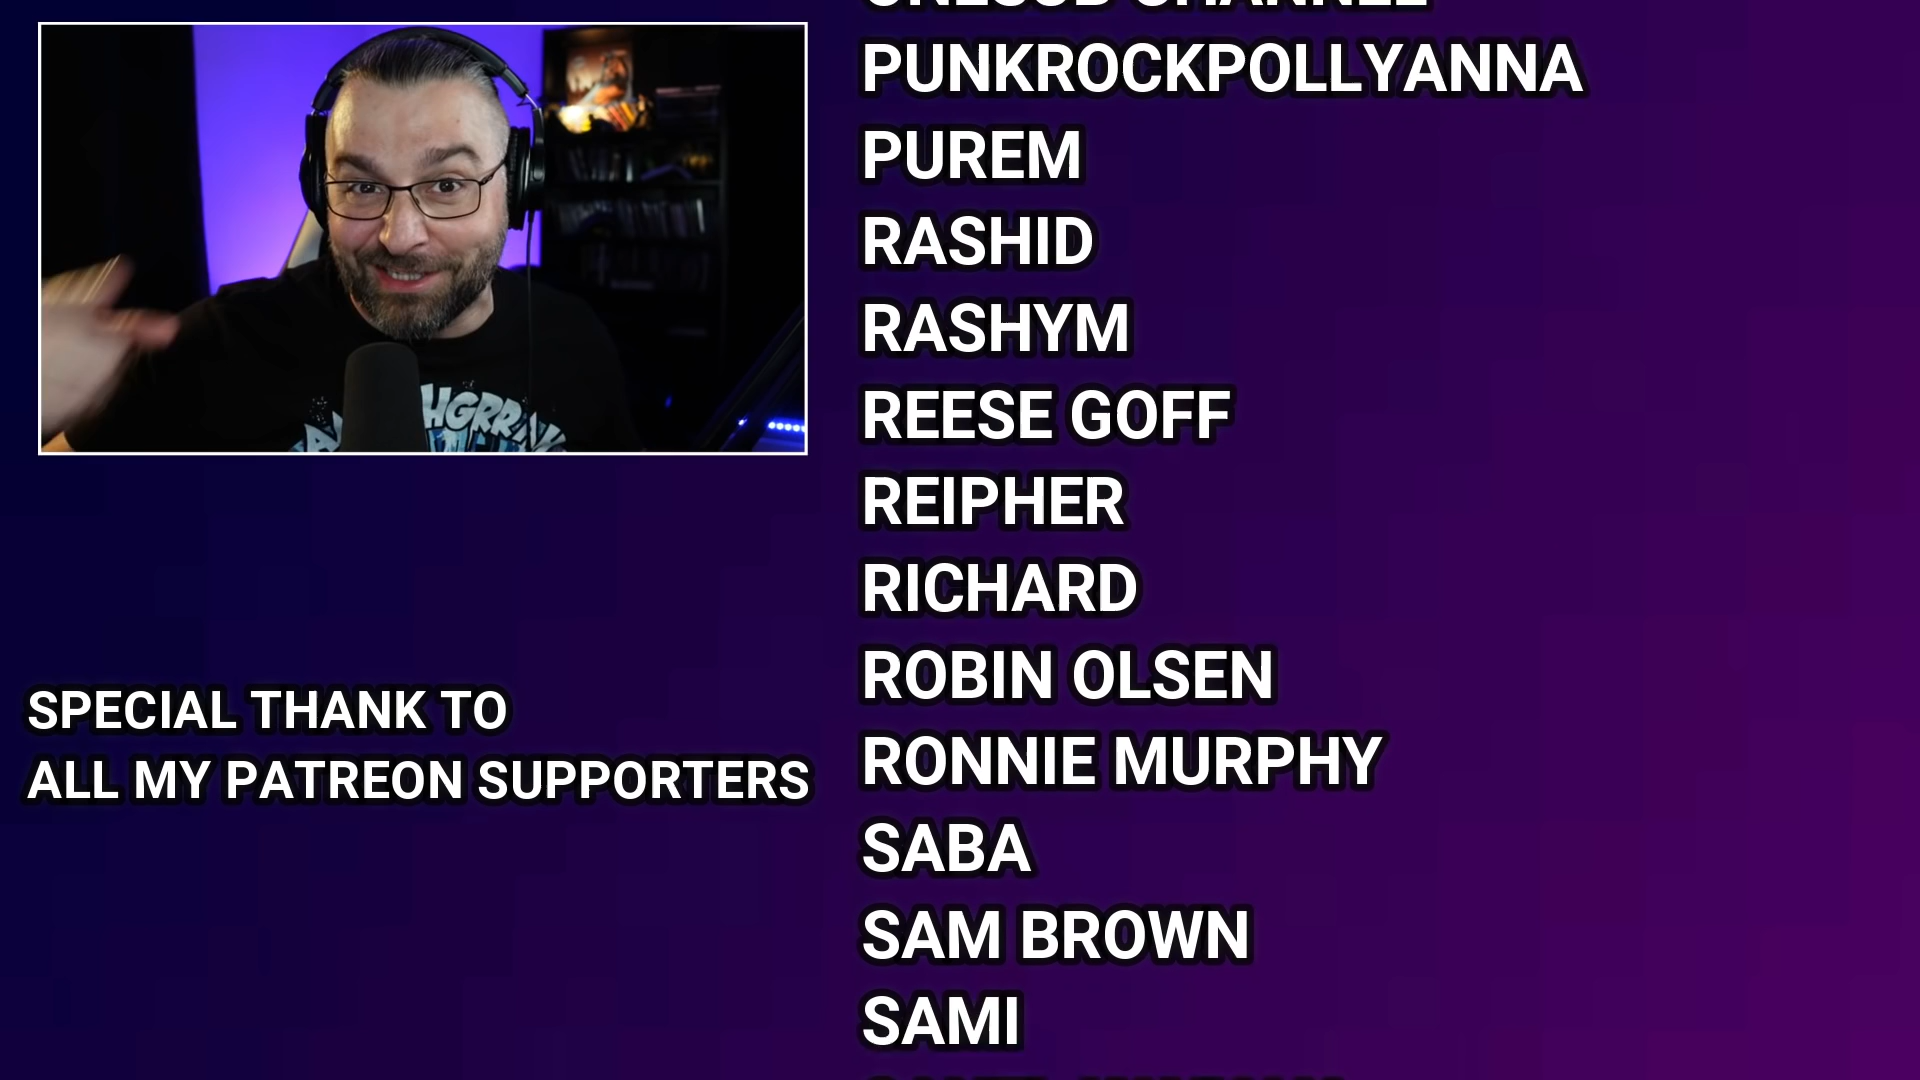 SPECIAL THANK TO
ALL MY PATREON SUPPORTERS
CHANNEL
PUNKROCKPOLLYANNA
PUREM
RASHID
RASHYM
REESE GOFF
REIPHER
RICHARD
ROBIN OLSEN
RONNIE MURPHY
SABA
SAM BROWN
SAMI